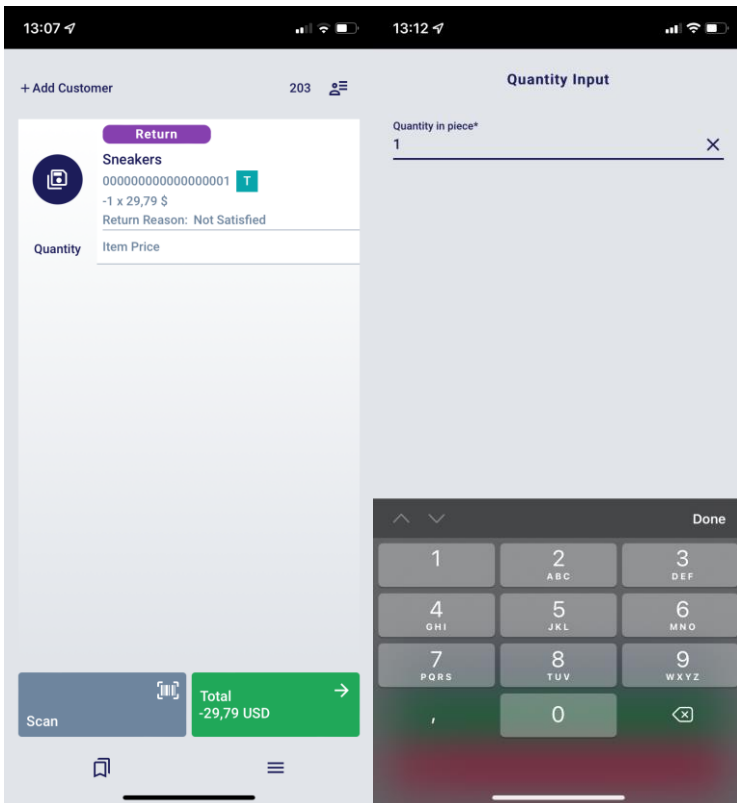 13:07
+ Add Customer
203
Return
Sneakers
000000000000000001 T
-1 x 29,79 $
Return Reason: Not Satisfied
Quantity
Item Price
Scan
Total
-29,79 USD
13:12
Quantity Input
Quantity in piece*
1
Done
1
2
ABC
3
DEF
4
GHI
5
JKL
6
MNO
7
PQRS
8
TUV
9
WXYZ
,
0